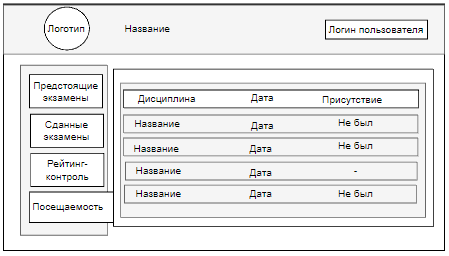 Логотип
Название
Логин пользователя
Предстоящие
экзамены
Сданные
экзамены
Рейтинг-
контроль
Посещаемость
Дисциплина Дата Присутствие
Название Дата Не был
Название Дата Не был
Название Дата -
Название Дата Не был